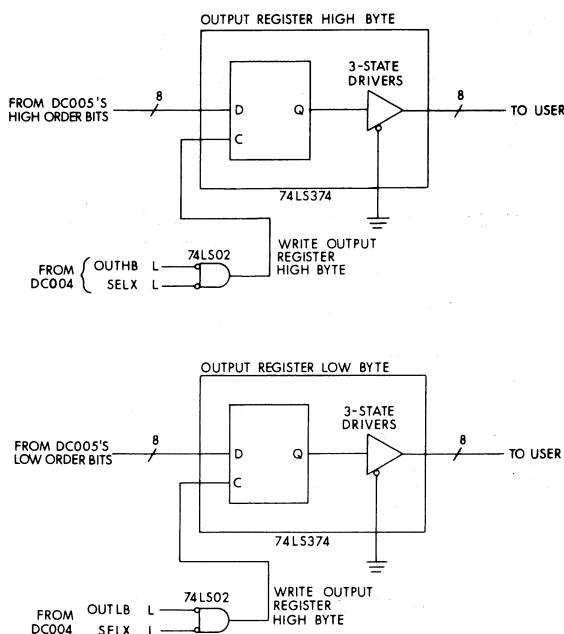 OUTPUT REGISTER HIGH BYTE
3-STATE
DRIVERS
FROM DC005'S
HIGH ORDER BITS
8
D
Q
C
8
TO USER
74LS374
WRITE OUTPUT
REGISTER
HIGH BYTE
74LS02
FROM
DC004
OUTHB L
SELX L
OUTPUT REGISTER LOW BYTE
3-STATE
DRIVERS
FROM DC005'S
LOW ORDER BITS
8
D
Q
C
8
TO USER
74LS374
WRITE OUTPUT
REGISTER
HIGH BYTE
74LS02
FROM
DC004
OUTLB L
SELX L